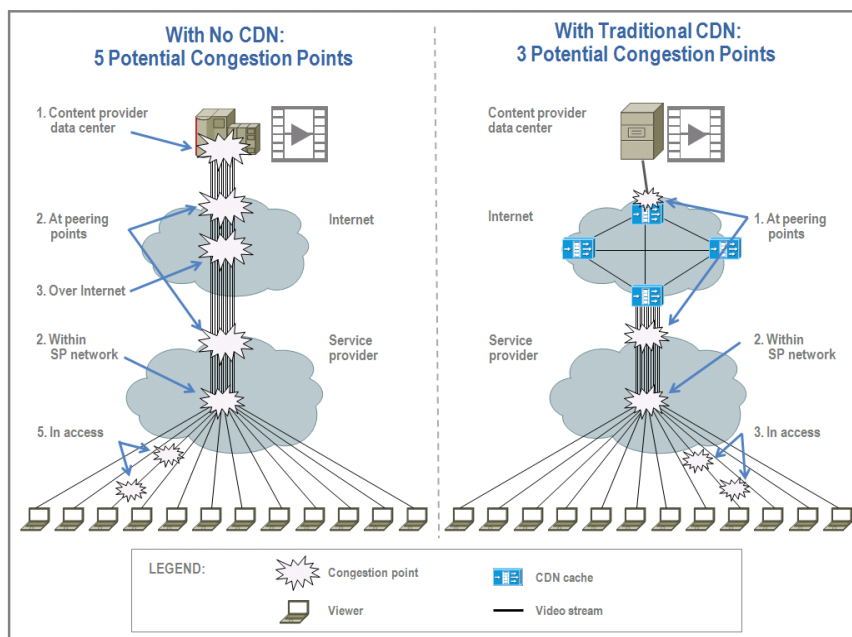 With No CDN:
5 Potential Congestion Points
1. Content provider
data center
2. At peering
points
Internet
3. Over Internet
2. Within
SP network
Service
provider
5. In access
With Traditional CDN:
3 Potential Congestion Points
Content provider
data center
Internet
1. At peering
points
Service
provider
2. Within
SP network
3. In access
LEGEND:
Congestion point
CDN cache
Viewer
Video stream